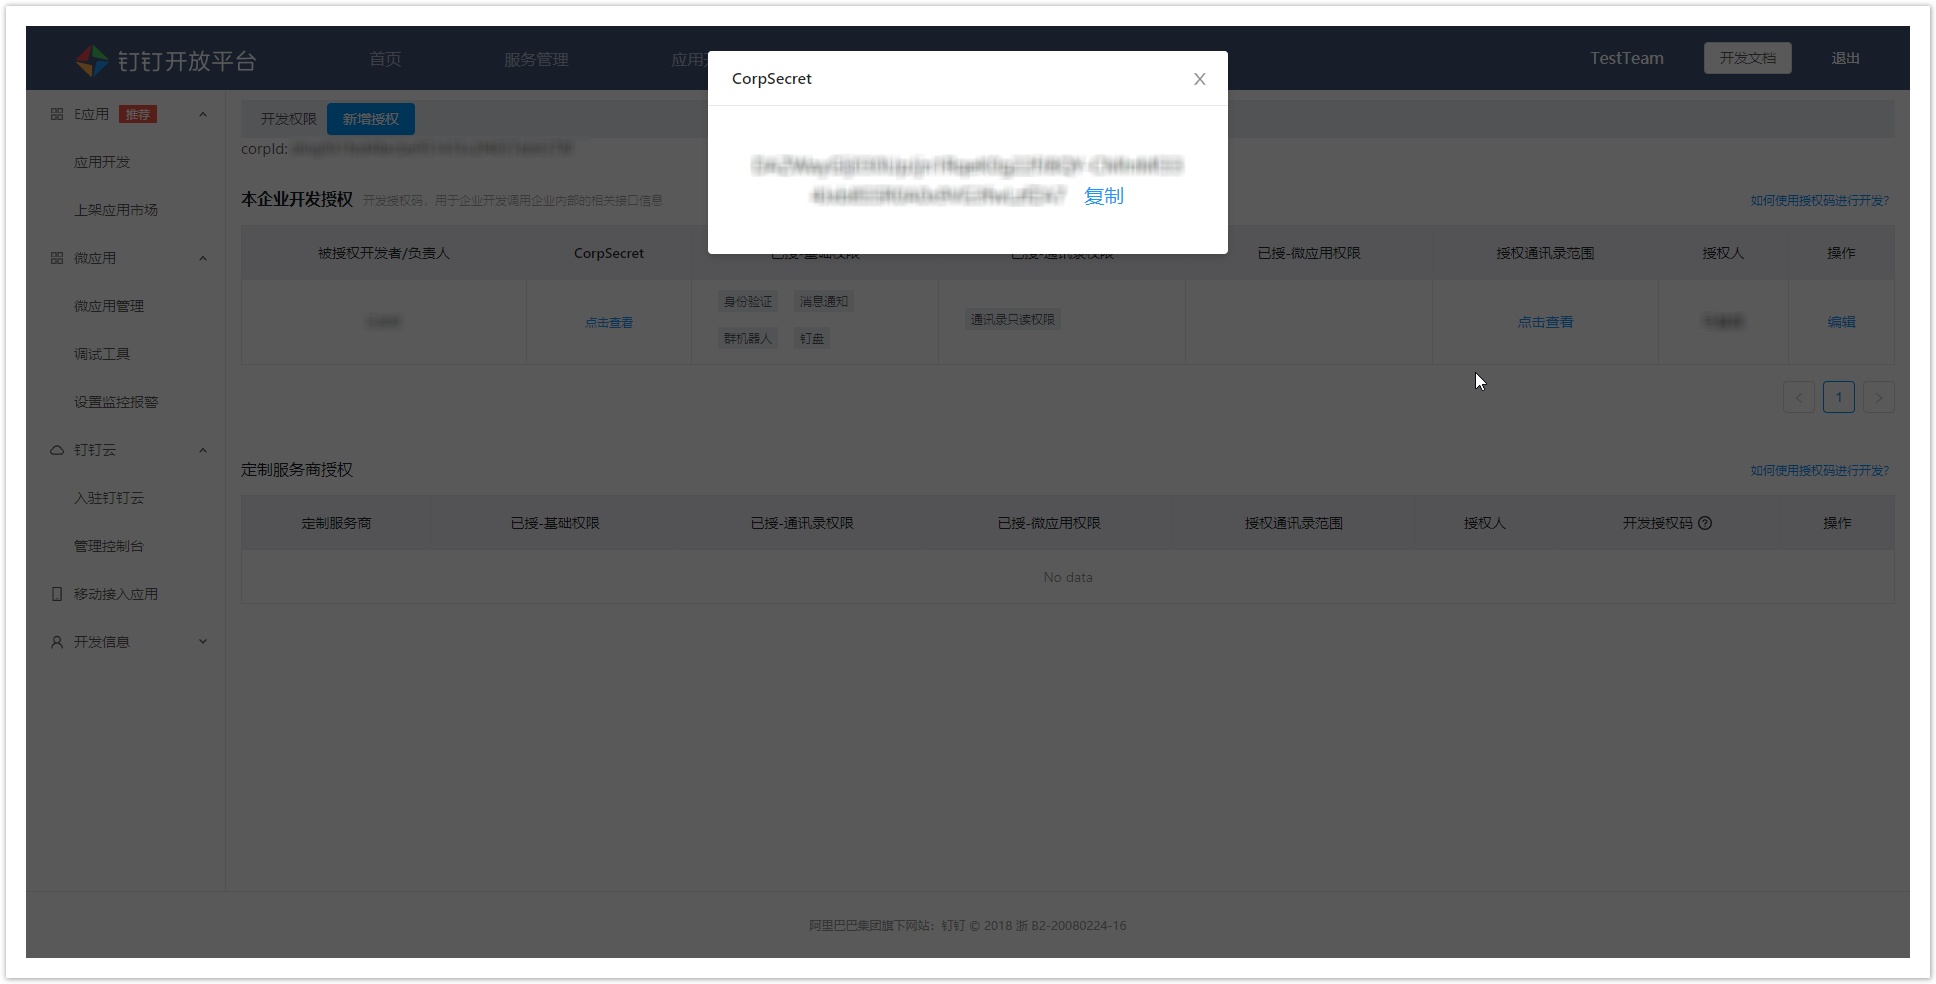 钉钉开放平台
首页
服务管理
应用
TestTeam
开发文档
退出
CorpSecret
复制
E应用 推荐
应用开发
上架应用市场
微应用
微应用管理
调试工具
设置监控报警
钉钉云
入驻钉钉云
管理控制台
移动接入应用
开发信息
开发权限 新增授权
corpId:
本企业开发授权 开发授权码，用于企业开发调用企业内部的相关接口信息
如何使用授权码进行开发?
被授权开发者/负责人 CorpSecret 已授-基础权限 已授-通讯录权限 已授-微应用权限 授权通讯录范围 授权人 操作
点击查看 身份验证 消息通知 群机器人 钉盘 通讯录只读权限 点击查看 编辑
1
定制服务商授权
如何使用授权码进行开发?
定制服务商 已授-基础权限 已授-通讯录权限 已授-微应用权限 授权通讯录范围 授权人 开发授权码 操作
No data
阿里巴巴集团旗下网站：钉钉 © 2018 浙 B2-20080224-16